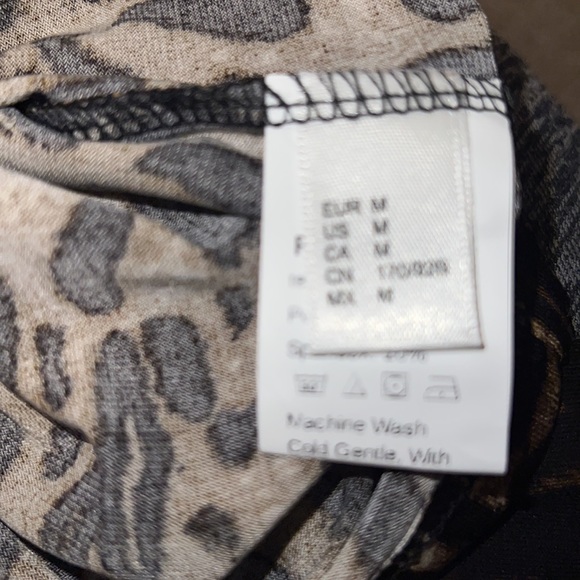 EUR M
US M
CA M
CN 170/92B
MX M
Machine Wash
Cold Gentle, With